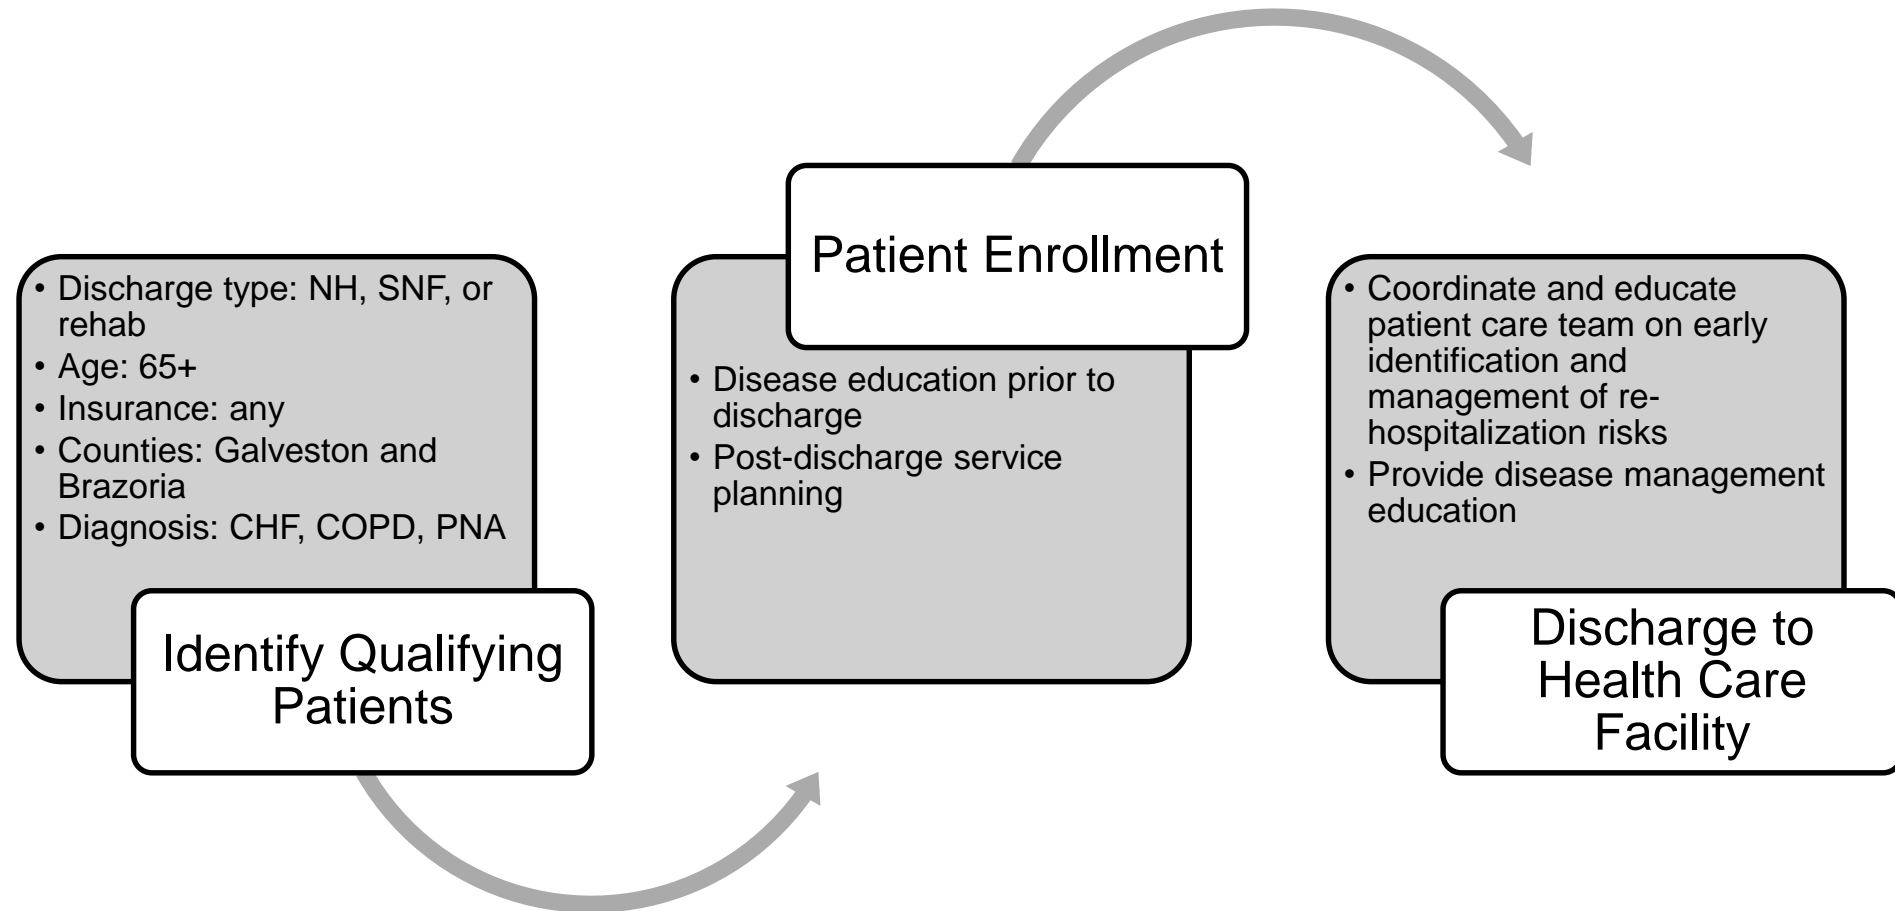 • Discharge type: NH, SNF, or
rehab
• Age: 65+
• Insurance: any
• Counties: Galveston and
Brazoria
• Diagnosis: CHF, COPD, PNA
Identify Qualifying
Patients
Patient Enrollment
• Disease education prior to
discharge
• Post-discharge service
planning
• Coordinate and educate
patient care team on early
identification and
management of re-
hospitalization risks
• Provide disease management
education
Discharge to
Health Care
Facility